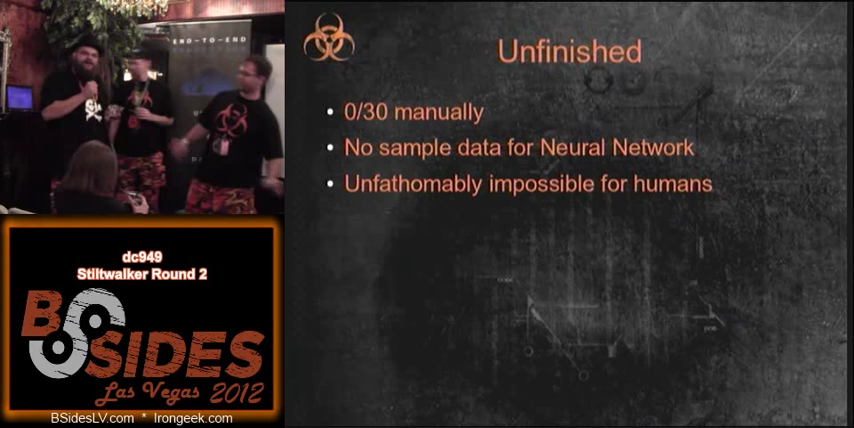 END-TO-END
Unfinished
0/30 manually
No sample data for Neural Network
Unfathomably impossible for humans
dc949
Stiltwalker Round 2
BSIDES
Las Vegas 2012
BSidesLV.com * Irongeek.com